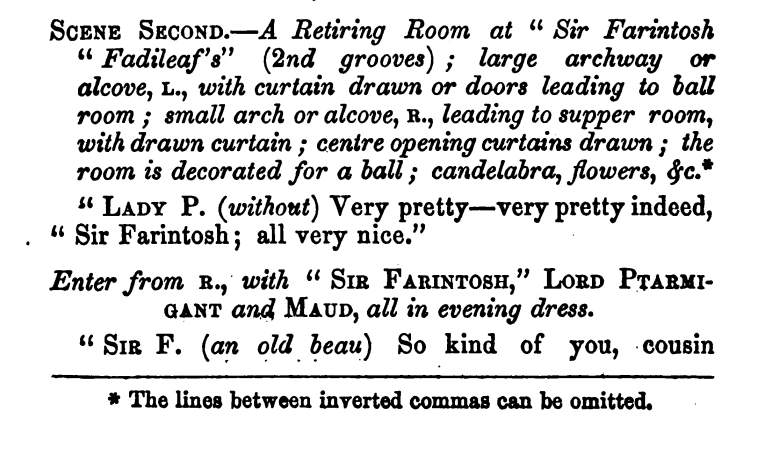 SCENE SECOND.—A Retiring Room at “ Sir Farintosh
“ Fadileaf's” (2nd grooves) ; large archway or
alcove, L., with curtain drawn or doors leading to ball
room ; small arch or alcove, R., leading to supper room,
with drawn curtain ; centre opening curtains drawn ; the
room is decorated for a ball ; candelabra, flowers, &c.*
“ LADY P. (without) Very pretty—very pretty indeed,
“ Sir Farintosh ; all very nice.”
Enter from R., with “ SIR FARINTOSH,” LORD PTARMI-
GANT and MAUD, all in evening dress.
“ SIR F. (an old beau) So kind of you, cousin
* The lines between inverted commas can be omitted.